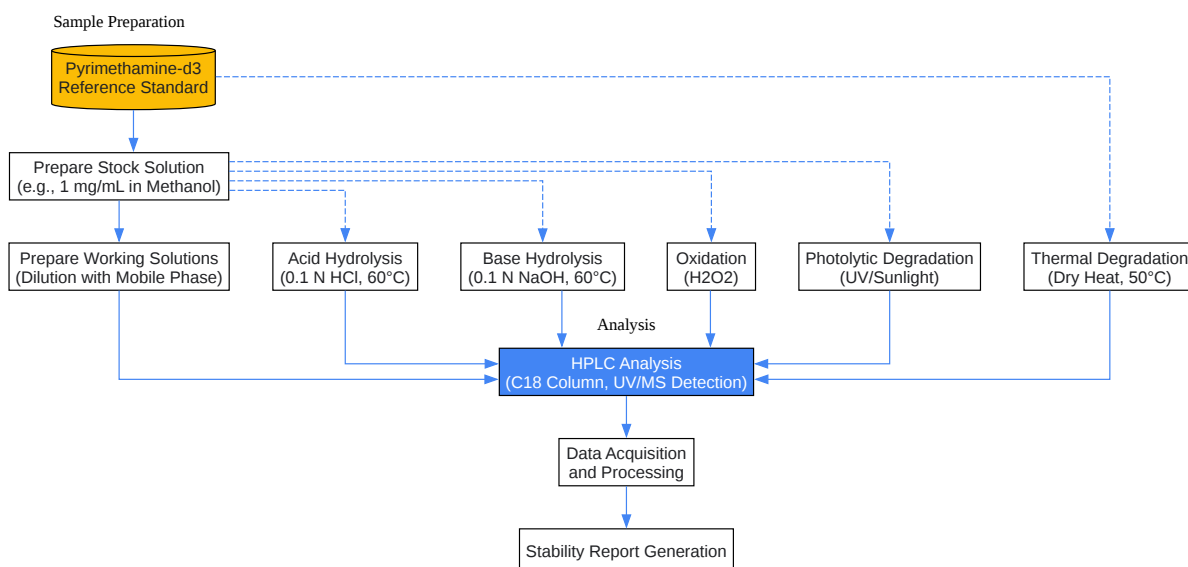 Sample Preparation
Pyrimethamine-d3
Reference Standard
Prepare Stock Solution
(e.g., 1 mg/mL in Methanol)
Prepare Working Solutions
(Dilution with Mobile Phase)
Acid Hydrolysis
(0.1 N HCl, 60°C)
Base Hydrolysis
(0.1 N NaOH, 60°C)
Oxidation
(H2O2)
Photolytic Degradation
(UV/Sunlight)
Thermal Degradation
(Dry Heat, 50°C)
Analysis
HPLC Analysis
(C18 Column, UV/MS Detection)
Data Acquisition
and Processing
Stability Report Generation